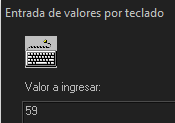 Entrada de valores por teclado
Valor a ingresar:
59